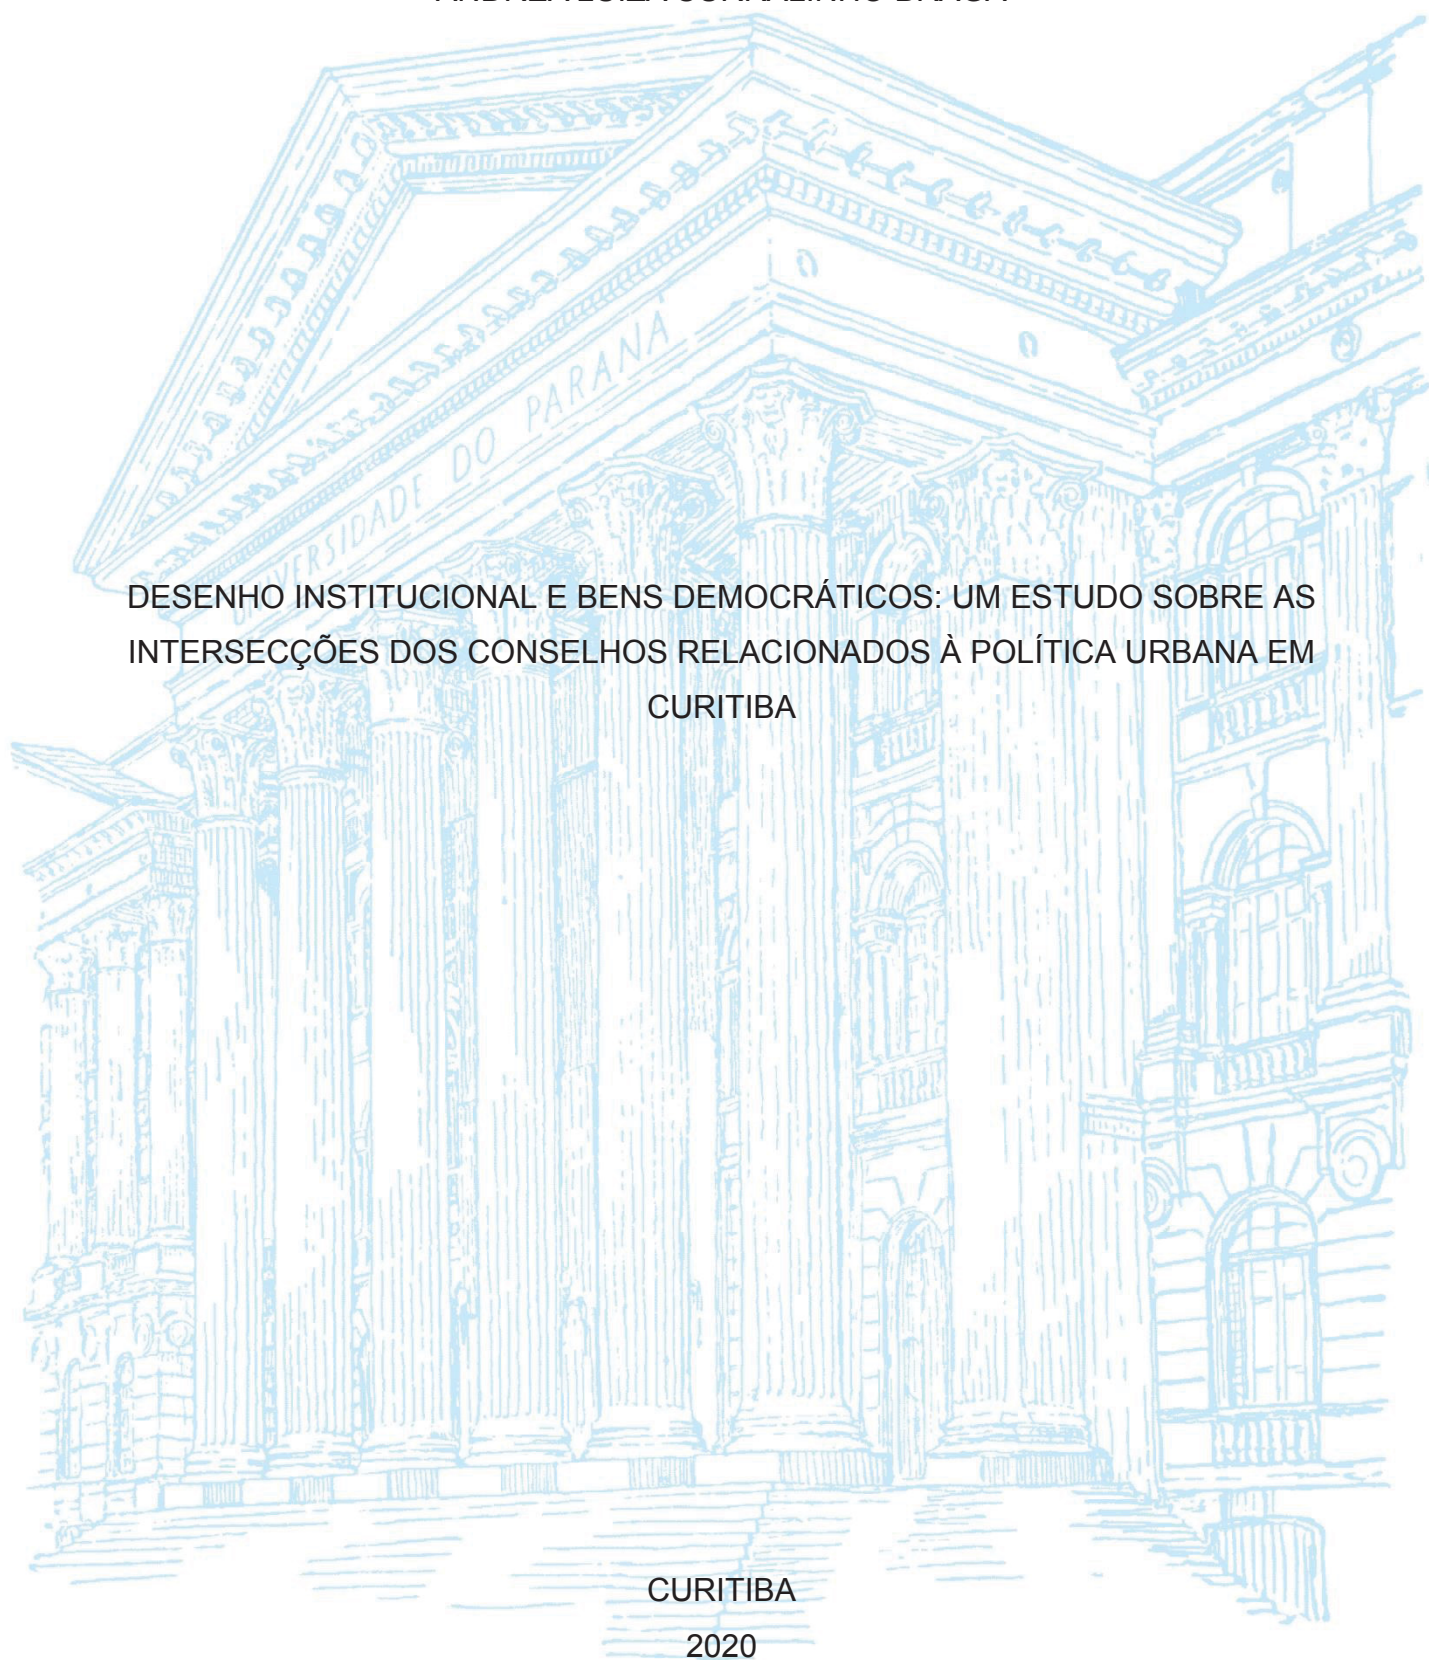 VERSIDADE DO PARANÁ
DESENHO INSTITUCIONAL E BENS DEMOCRÁTICOS: UM ESTUDO SOBRE AS
INTERSECÇÕES DOS CONSELHOS RELACIONADOS À POLÍTICA URBANA EM
CURITIBA
CURITIBA
2020